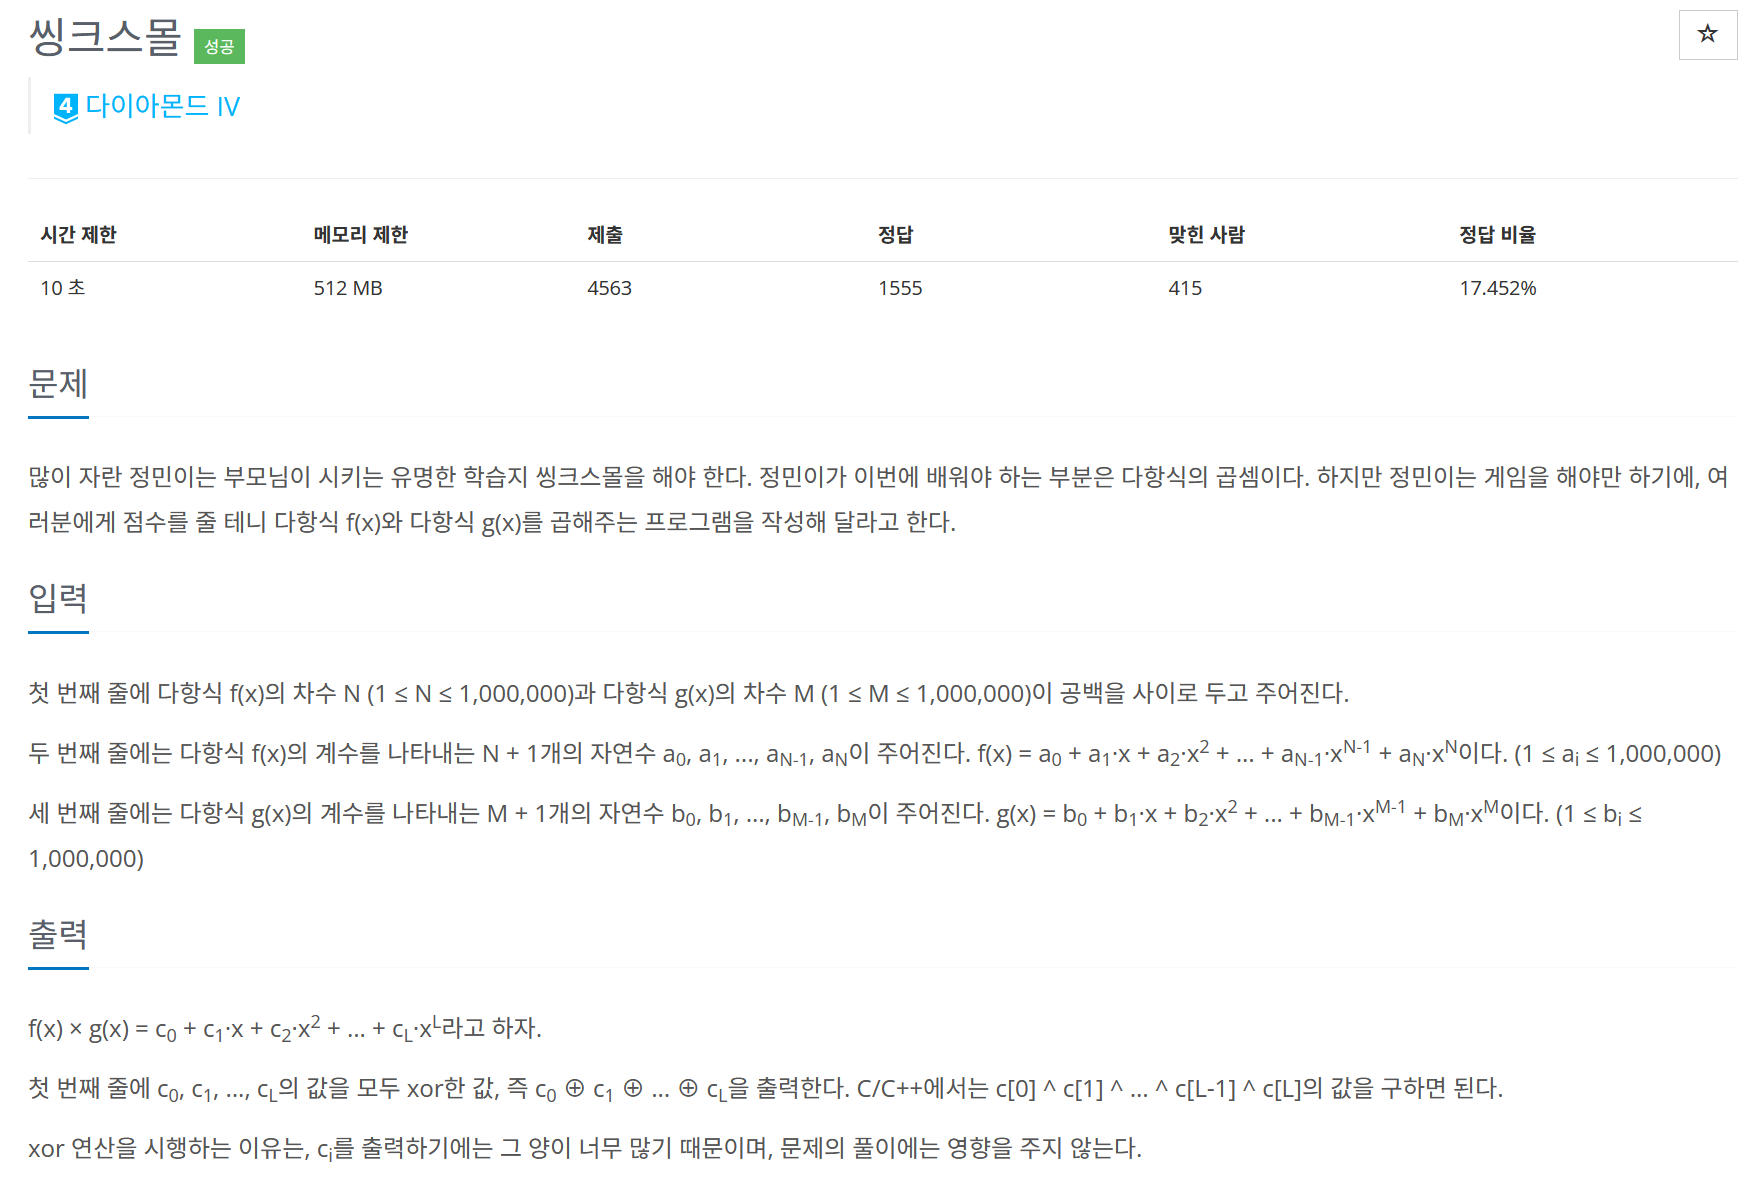 씽크스몰 성공 ☆
4 다이아몬드 IV
시간 제한 메모리 제한 제출 정답 맞힌 사람 정답 비율
10 초 512 MB 4563 1555 415 17.452%
문제
많이 자란 정민이는 부모님이 시키는 유명한 학습지 씽크스몰을 해야 한다. 정민이가 이번에 배워야 하는 부분은 다항식의 곱셈이다. 하지만 정민이는 게임을 해야만 하기에, 여
러분에게 점수를 줄 테니 다항식 f(x)와 다항식 g(x)를 곱해주는 프로그램을 작성해 달라고 한다.
입력
첫 번째 줄에 다항식 f(x)의 차수 N (1 ≤ N ≤ 1,000,000)과 다항식 g(x)의 차수 M (1 ≤ M ≤ 1,000,000)이 공백을 사이로 두고 주어진다.
두 번째 줄에는 다항식 f(x)의 계수를 나타내는 N + 1개의 자연수 a₀, a₁, ..., a_{N-1}, a_N이 주어진다. f(x) = a₀ + a₁·x + a₂·x² + ... + a_{N-1}·x^{N-1} + a_N·x^N이다. (1 ≤ a_i ≤ 1,000,000)
세 번째 줄에는 다항식 g(x)의 계수를 나타내는 M + 1개의 자연수 b₀, b₁, ..., b_{M-1}, b_M이 주어진다. g(x) = b₀ + b₁·x + b₂·x² + ... + b_{M-1}·x^{M-1} + b_M·x^M이다. (1 ≤ b_i ≤
1,000,000)
출력
f(x) × g(x) = c₀ + c₁·x + c₂·x² + ... + c_L·x^L라고 하자.
첫 번째 줄에 c₀, c₁, ..., c_L의 값을 모두 xor한 값, 즉 c₀ ⊕ c₁ ⊕ ... ⊕ c_L을 출력한다. C/C++에서는 c[0] ^ c[1] ^ ... ^ c[L-1] ^ c[L]의 값을 구하면 된다.
xor 연산을 시행하는 이유는, c_i를 출력하기에는 그 양이 너무 많기 때문이며, 문제의 풀이에는 영향을 주지 않는다.